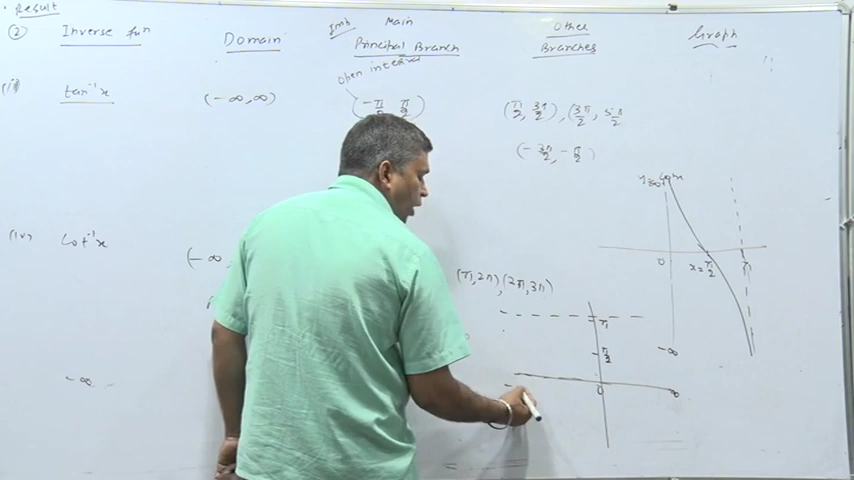 Result
② Inverse fun Domain Imb Main Principal Branch Other Branches Graph
open interval
(iii) tan⁻¹x (-∞,∞) (-π/2 π/2) (π/2, 3π/2), (3π/2, 5π/2
(-3π/2, -π/2)
(iv) Cot⁻¹x (-∞,
(π, 2π), (2π, 3π)
0 x=π/2 π
-∞
π
π/2
0 ∞
-∞